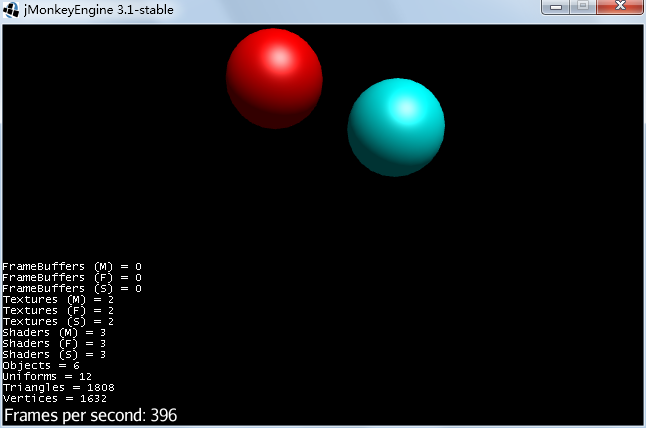 jMonkeyEngine 3.1-stable
FrameBuffers (M) = 0
FrameBuffers (F) = 0
FrameBuffers (S) = 0
Textures (M) = 2
Textures (F) = 2
Textures (S) = 2
Shaders (M) = 3
Shaders (F) = 3
Shaders (S) = 3
Objects = 6
Uniforms = 12
Triangles = 1808
Vertices = 1632
Frames per second: 396